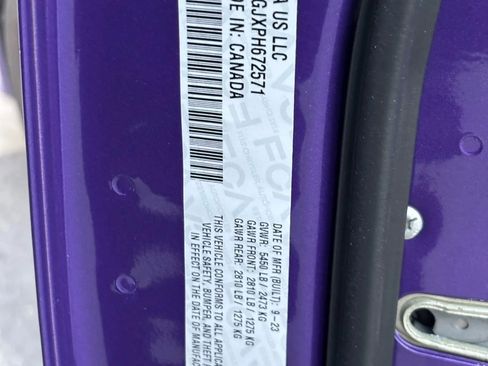 A US LLC
GJXPH672571
E IN: CANADA
DATE OF MFR (BUILT): 9-23
GVWR: 5450 LB / 2473 KG
GAWR FRONT: 2810 LB / 1275 KG
GAWR REAR: 2810 LB / 1275 KG
THIS VEHICLE CONFORMS TO ALL APPLICA
VEHICLE SAFETY, BUMPER, AND THEFT
IN EFFECT ON THE DATE OF MANUFAC